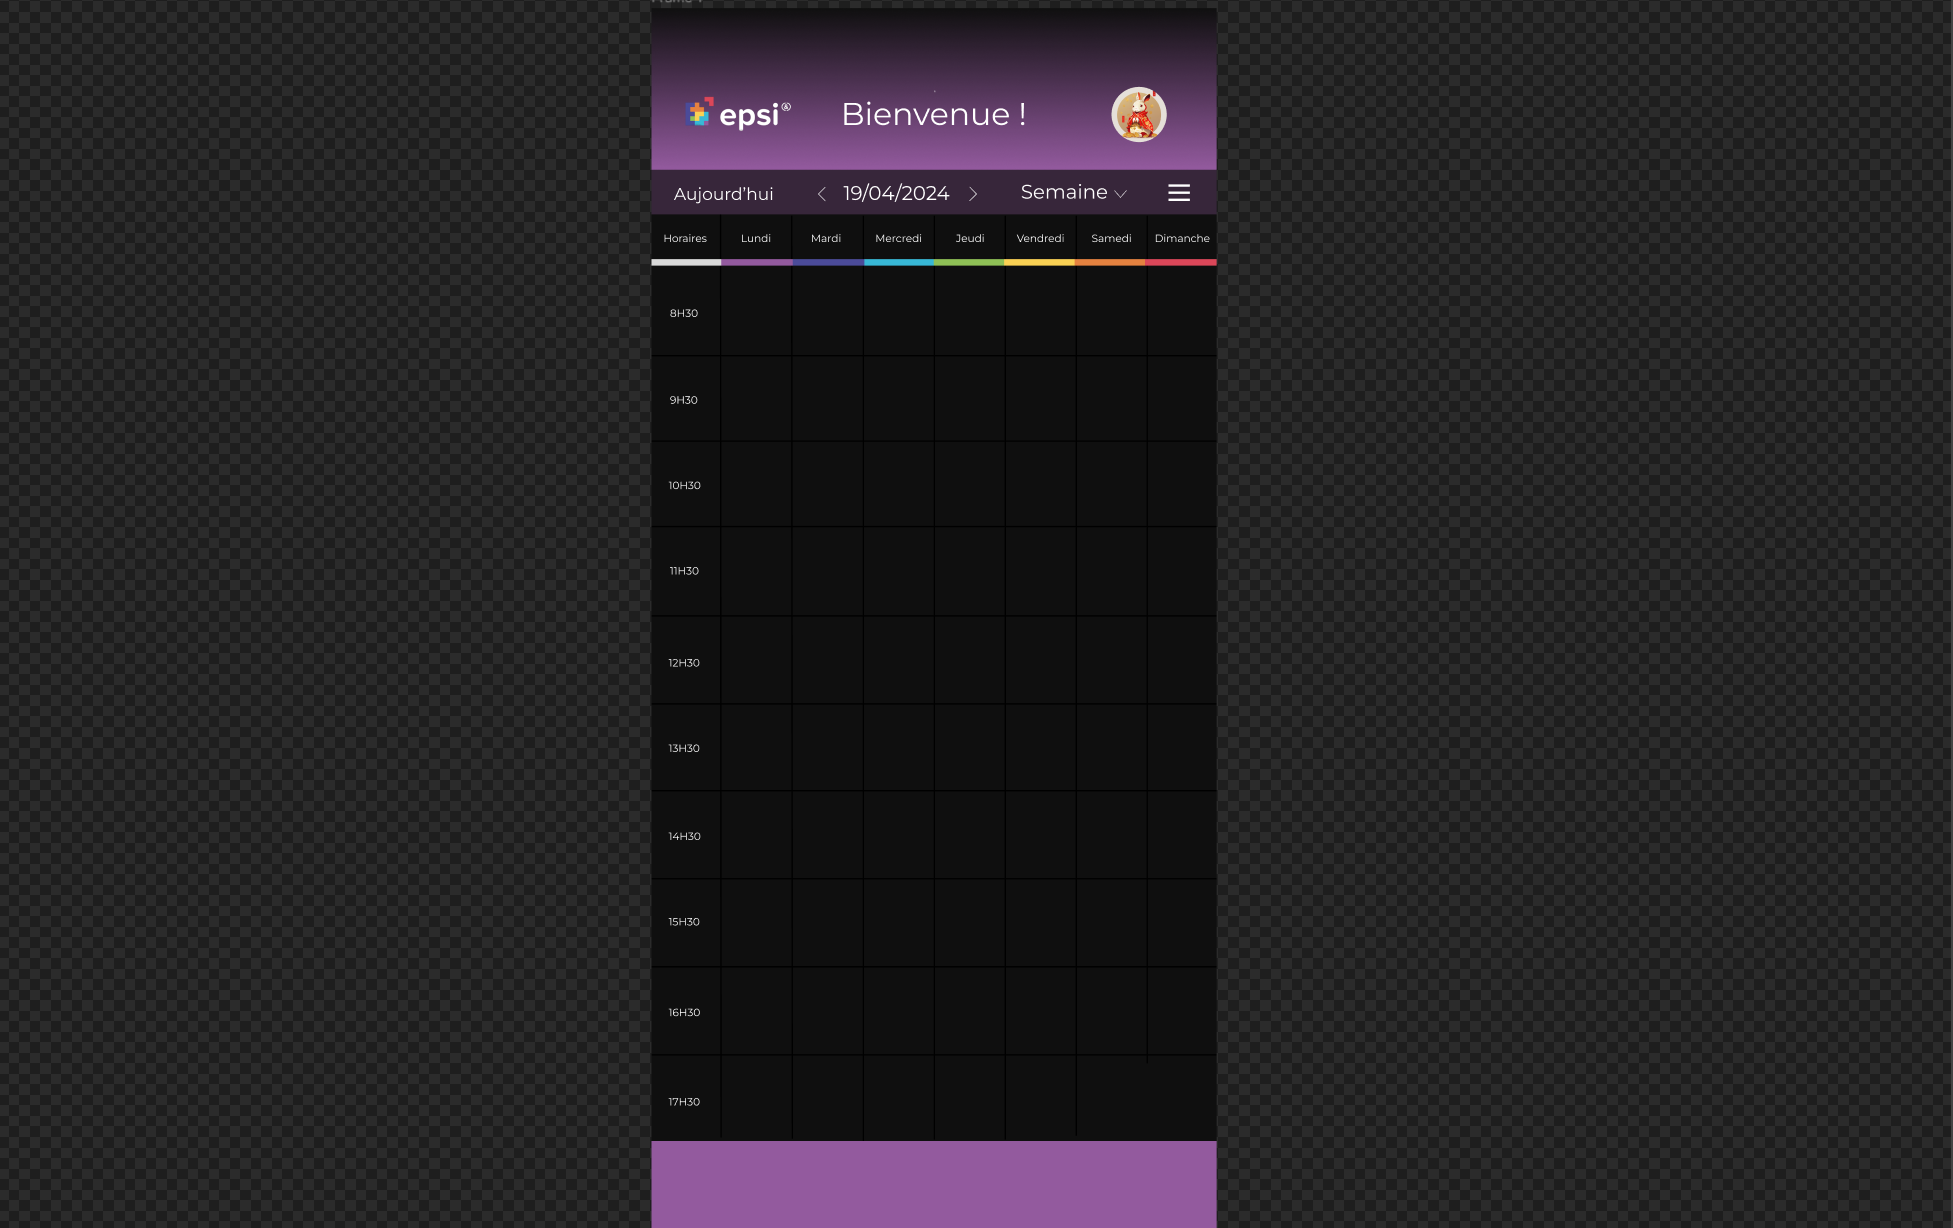 epsi
Bienvenue !
Aujourd’hui
19/04/2024
Semaine
Horaires Lundi Mardi Mercredi Jeudi Vendredi Samedi Dimanche
8H30
9H30
10H30
11H30
12H30
13H30
14H30
15H30
16H30
17H30